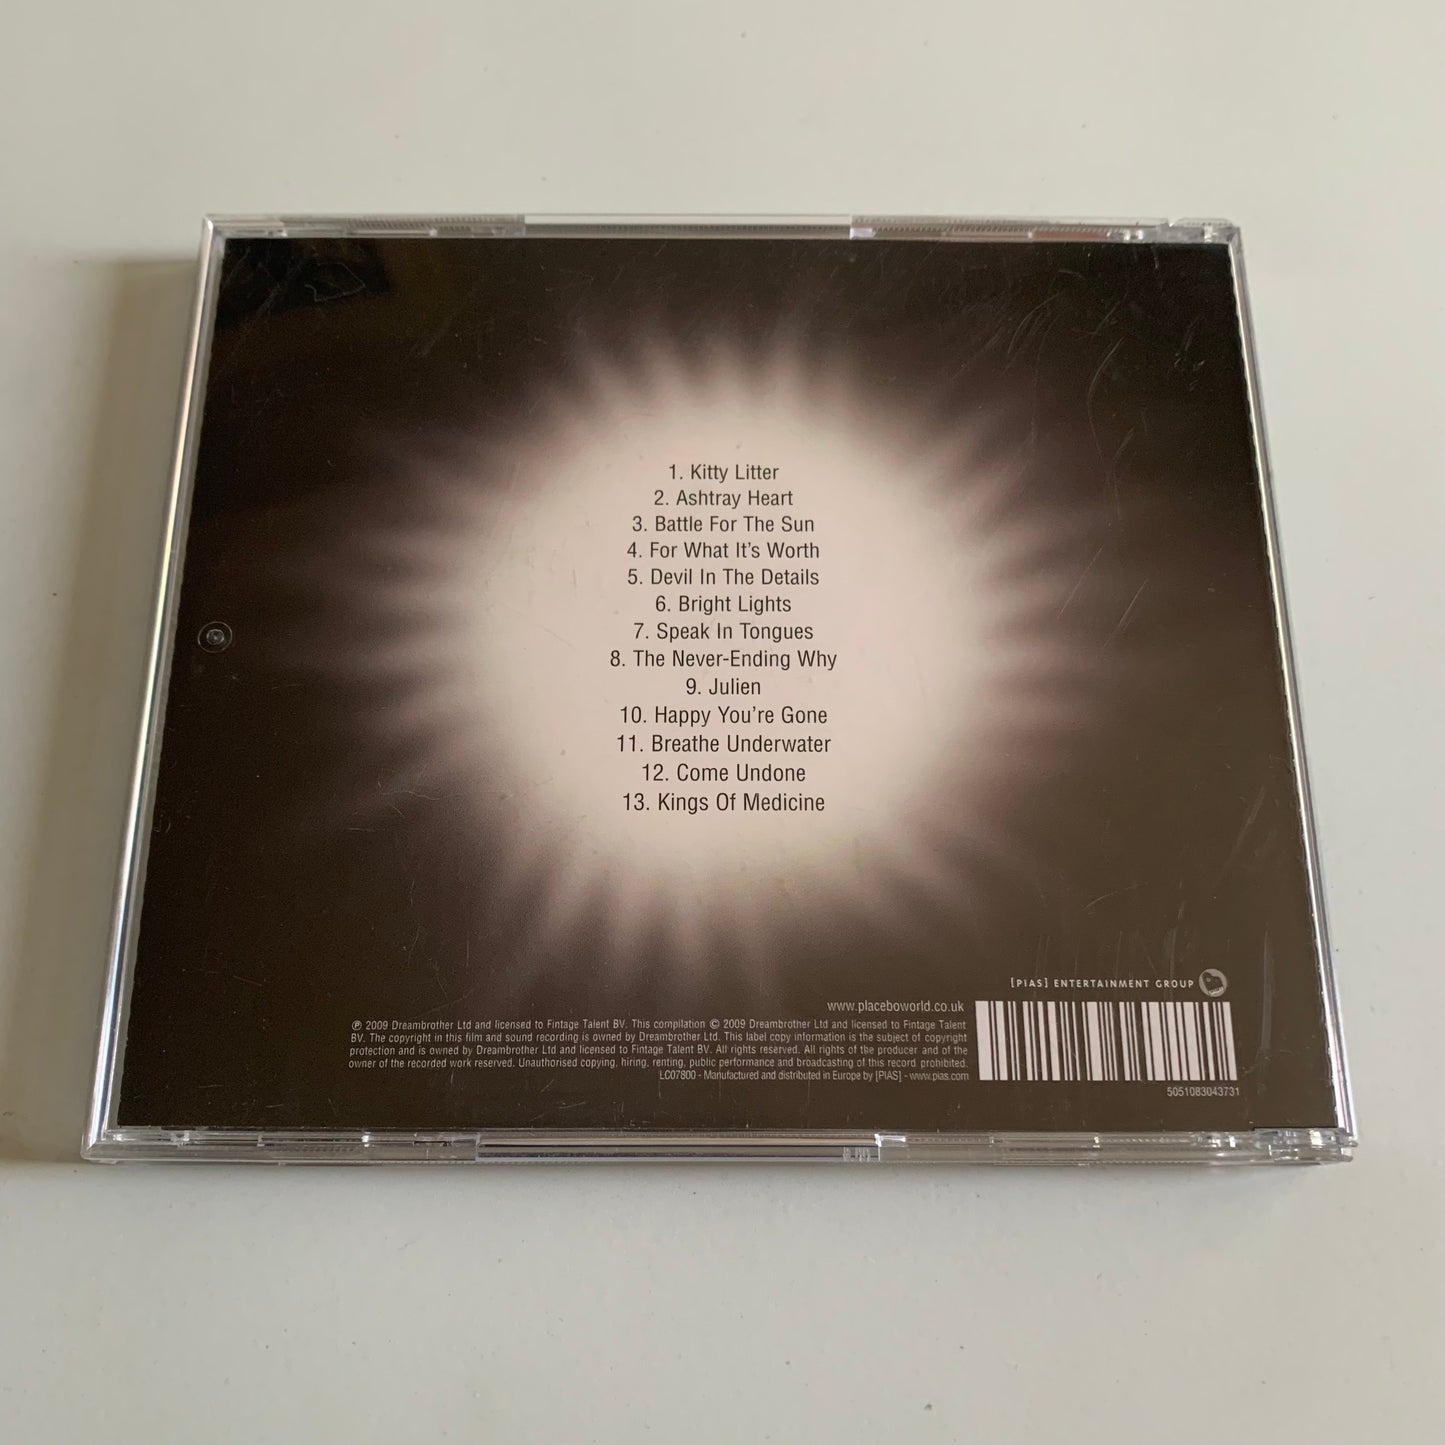 1. Kitty Litter
2. Ashtray Heart
3. Battle For The Sun
4. For What It's Worth
5. Devil In The Details
6. Bright Lights
7. Speak In Tongues
8. The Never-Ending Why
9. Julien
10. Happy You're Gone
11. Breathe Underwater
12. Come Undone
13. Kings Of Medicine
[PIAS] ENTERTAINMENT GROUP
www.placeboworld.co.uk
℗ 2009 Dreambrother Ltd and licensed to Fintage Talent BV. This compilation © 2009 Dreambrother Ltd and licensed to Fintage Talent
BV. The copyright in this film and sound recording is owned by Dreambrother Ltd. This label copy information is the subject of copyright
protection and is owned by Dreambrother Ltd and licensed to Fintage Talent BV. All rights reserved. All rights of the producer and of the
owner of the recorded work reserved. Unauthorised copying, hiring, renting, public performance and broadcasting of this record prohibited.
LC07800 - Manufactured and distributed in Europe by [PIAS] - www.pias.com
5051083043731